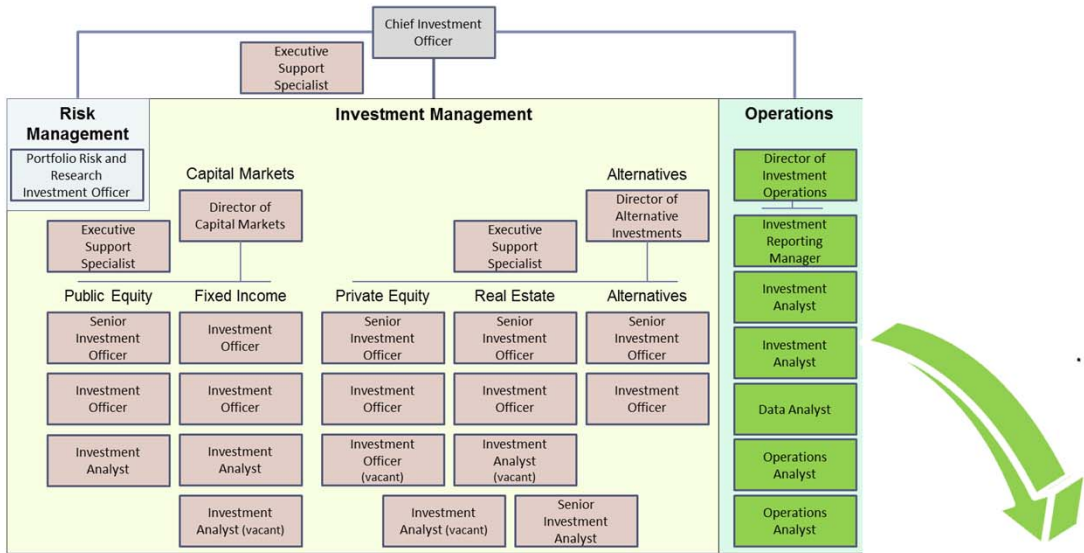 Chief Investment
Officer
Executive
Support
Specialist
Risk
Management
Portfolio Risk and
Research
Investment Officer
Investment Management
Capital Markets
Director of
Capital Markets
Executive
Support
Specialist
Alternatives
Director of
Alternative
Investments
Executive
Support
Specialist
Public Equity
Senior
Investment
Officer
Investment
Officer
Investment
Analyst
Fixed Income
Investment
Officer
Investment
Officer
Investment
Analyst
Investment
Analyst (vacant)
Private Equity
Senior
Investment
Officer
Investment
Officer
Investment
Officer
(vacant)
Real Estate
Senior
Investment
Officer
Investment
Officer
Investment
Analyst
(vacant)
Alternatives
Senior
Investment
Officer
Investment
Officer
Investment
Analyst (vacant)
Senior
Investment
Analyst
Operations
Director of
Investment
Operations
Investment
Reporting
Manager
Investment
Analyst
Investment
Analyst
Data Analyst
Operations
Analyst
Operations
Analyst
.